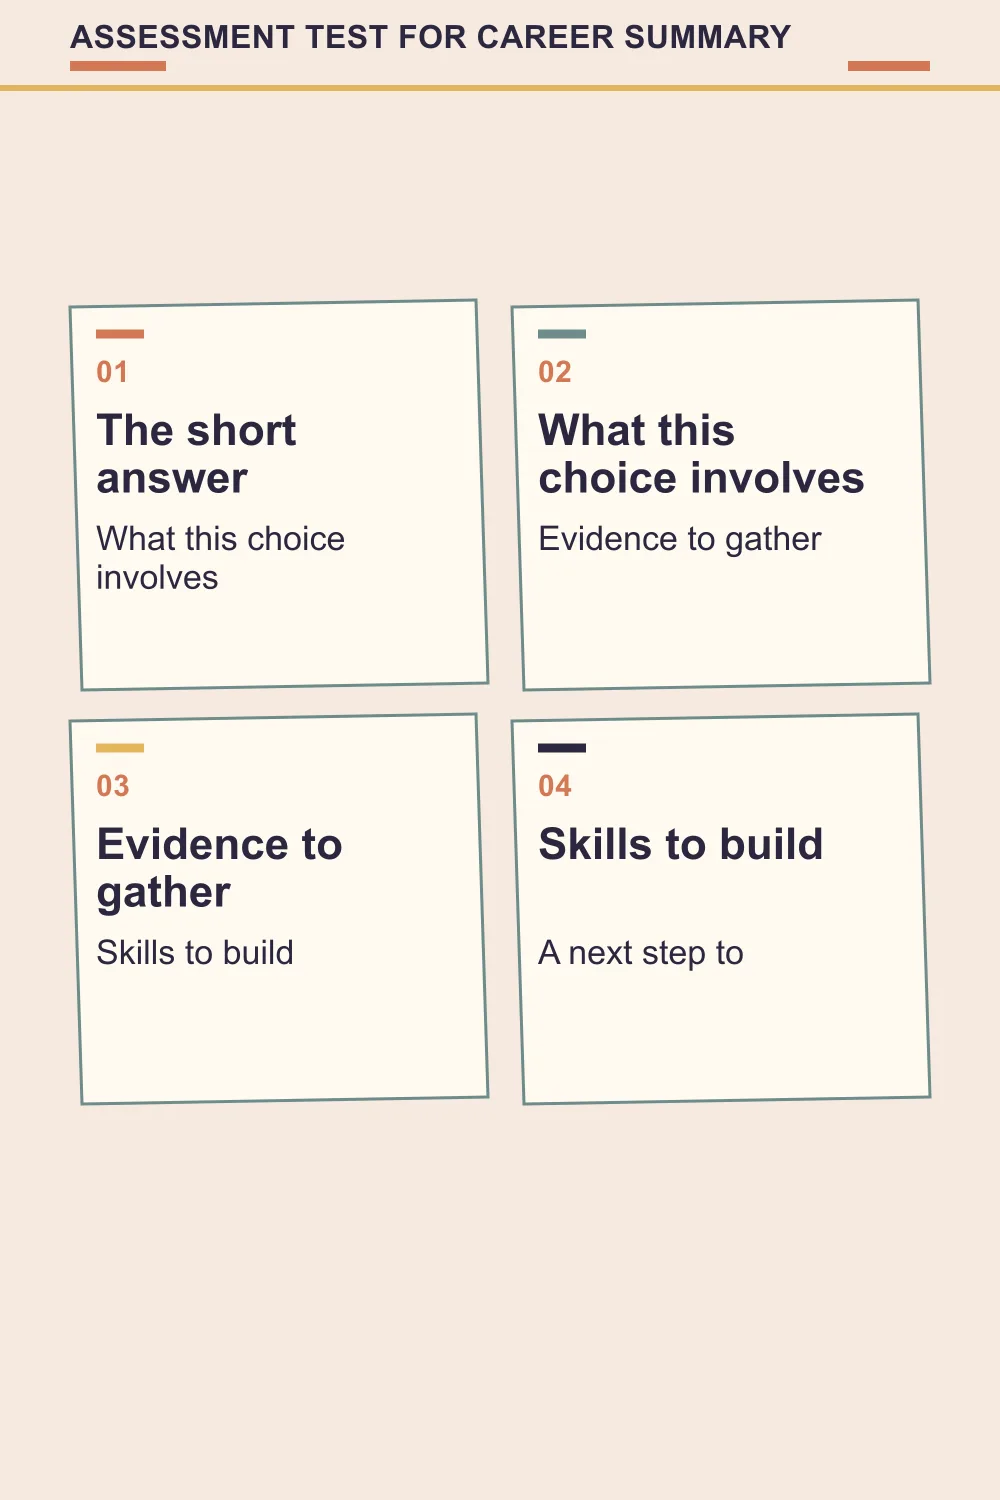 ASSESSMENT TEST FOR CAREER SUMMARY
01
The short
answer
What this choice
involves
02
What this
choice involves
Evidence to gather
03
Evidence to
gather
Skills to build
04
Skills to build
A next step to